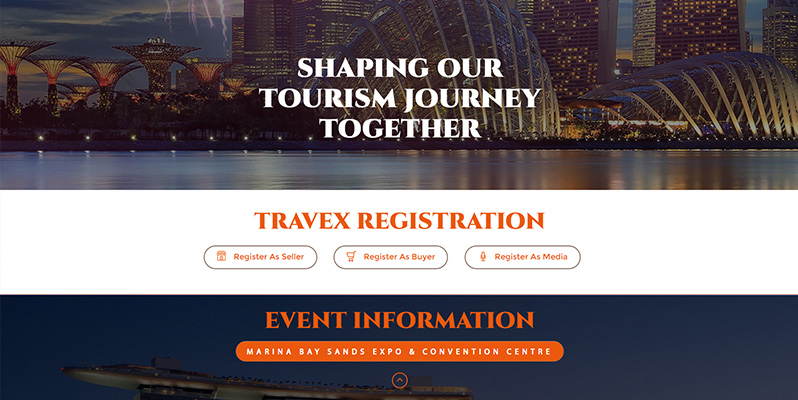 SHAPING OUR
TOURISM JOURNEY
TOGETHER
TRAVEX REGISTRATION
Register As Seller
Register As Buyer
Register As Media
EVENT INFORMATION
MARINA BAY SANDS EXPO & CONVENTION CENTRE